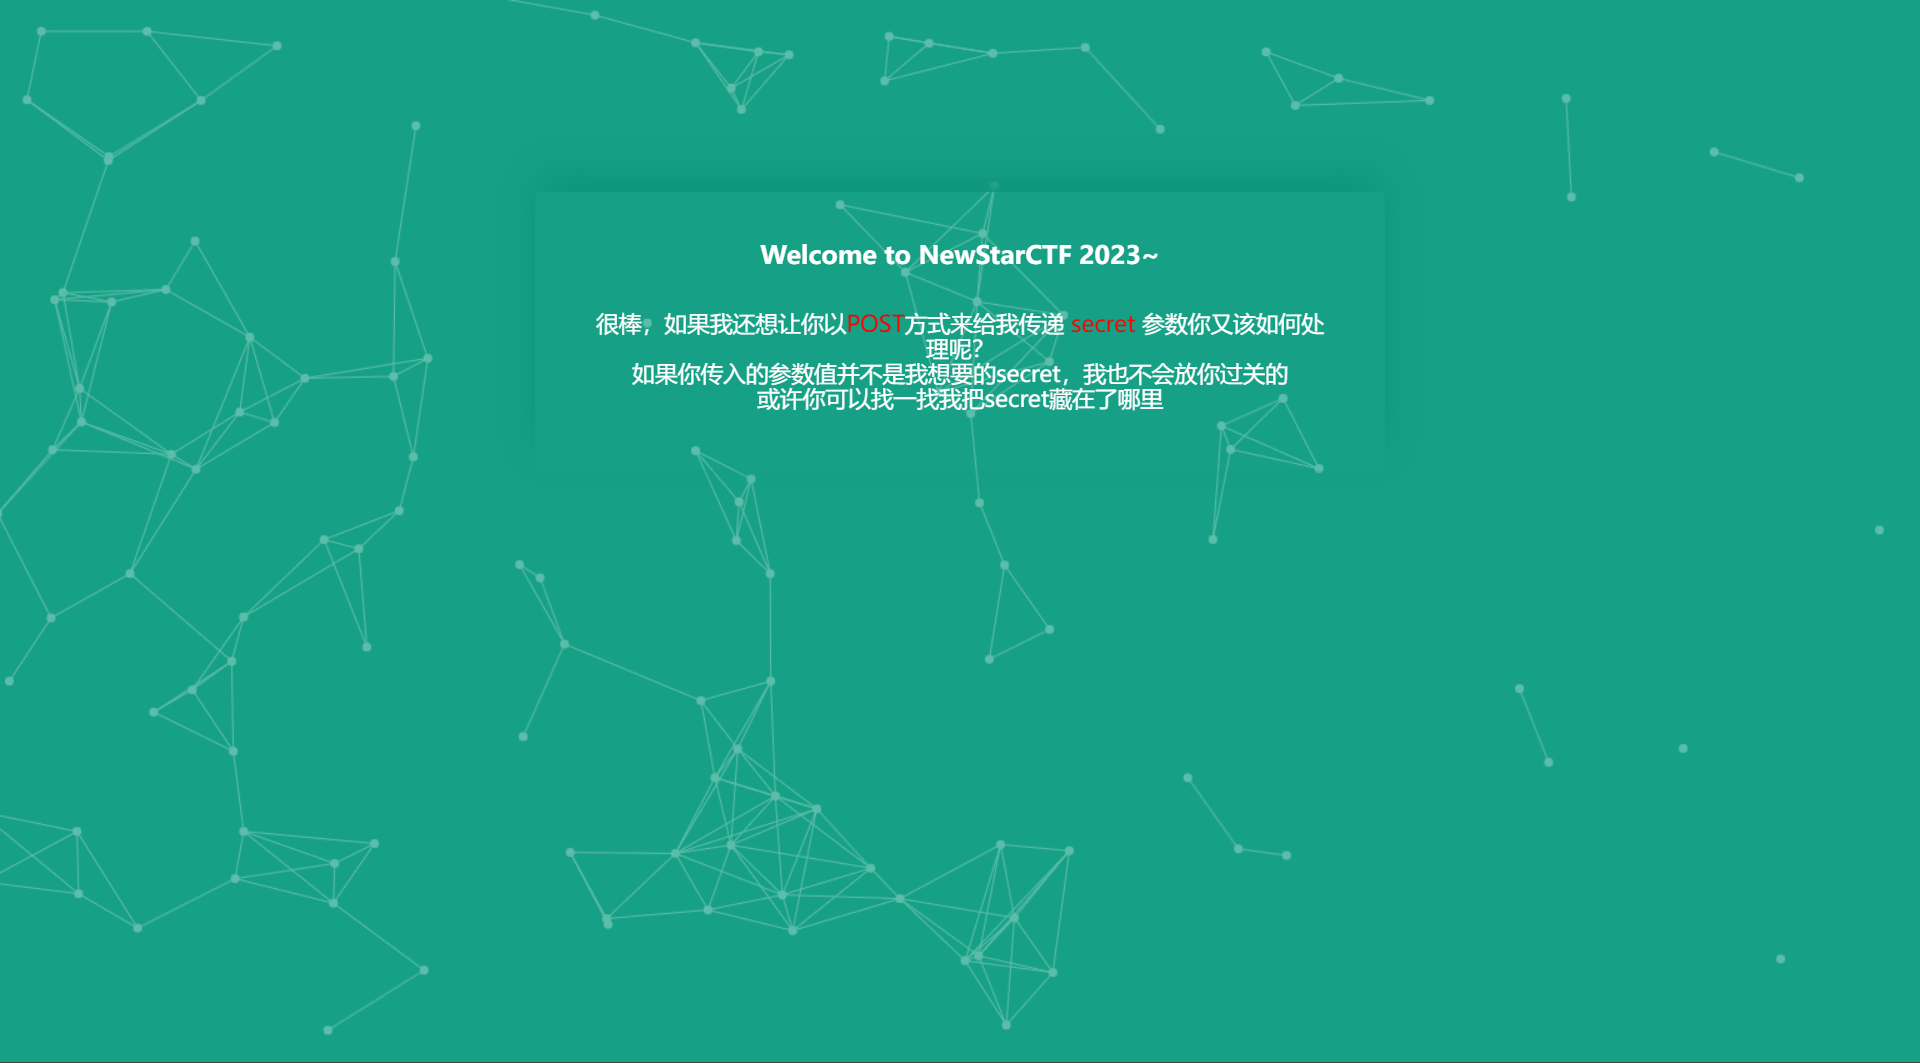 Welcome to NewStarCTF 2023~
很棒，如果我还想让你以POST方式来给我传递 secret 参数你又该如何处
理呢？
如果你传入的参数值并不是我想要的secret，我也不会放你过关的
或许你可以找一找我把secret藏在了哪里